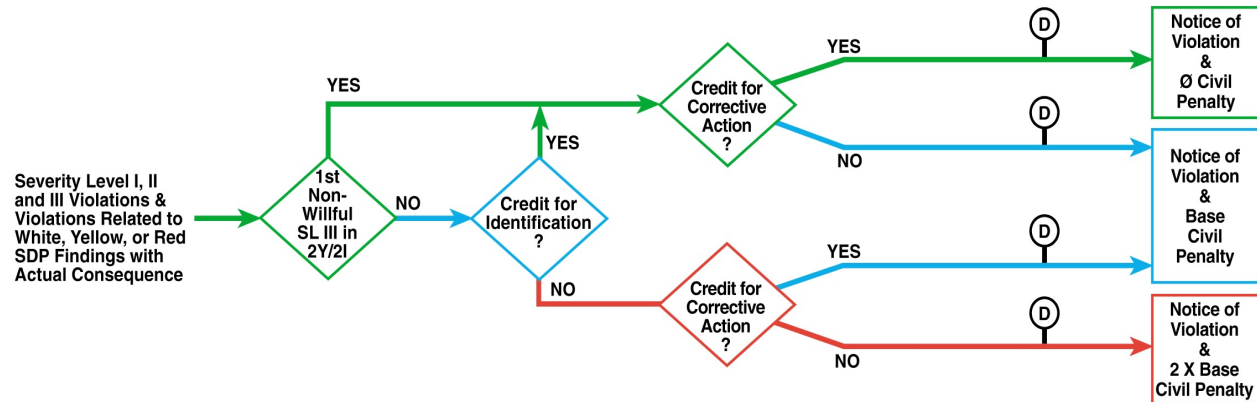 Severity Level I, II
and III Violations &
Violations Related to
White, Yellow, or Red
SDP Findings with
Actual Consequence
1st
Non-
Willful
SL III in
2Y/2I
YES
NO
Credit for
Identification
?
YES
NO
Credit for
Corrective
Action
?
YES
D
NO
D
Credit for
Corrective
Action
?
YES
D
NO
D
Notice of
Violation
&
Ø Civil
Penalty
Notice of
Violation
&
Base
Civil
Penalty
Notice of
Violation
&
2 X Base
Civil Penalty